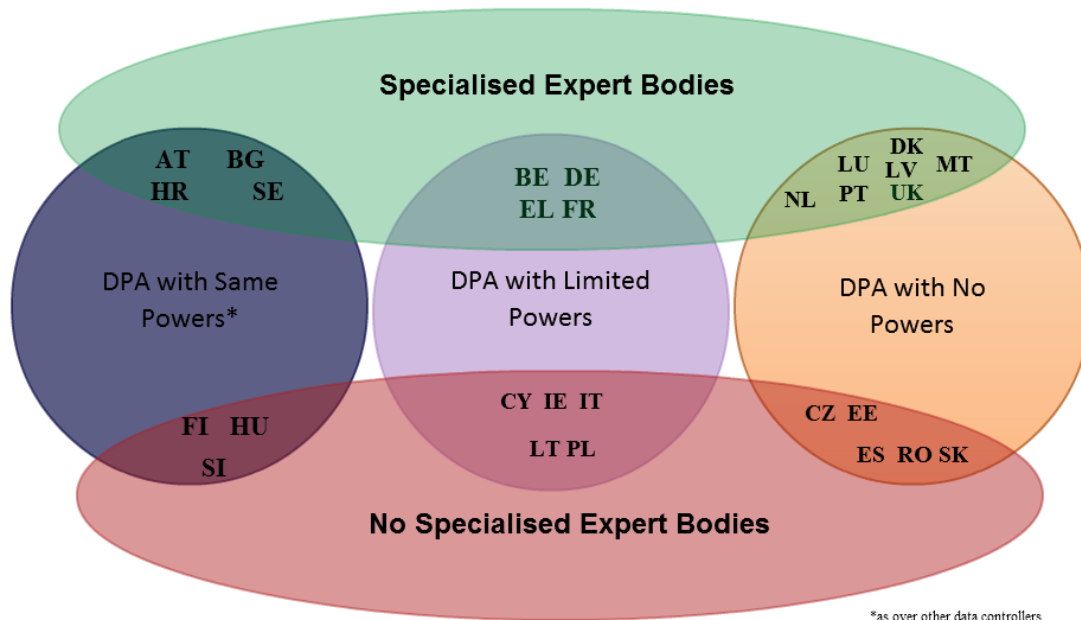 Specialised Expert Bodies
AT BG
HR SE
BE DE
EL FR
DK
LU LV MT
NL PT UK
DPA with Same
Powers*
DPA with Limited
Powers
DPA with No
Powers
FI HU
SI
CY IE IT
LT PL
CZ EE
ES RO SK
No Specialised Expert Bodies
*as over other data controllers